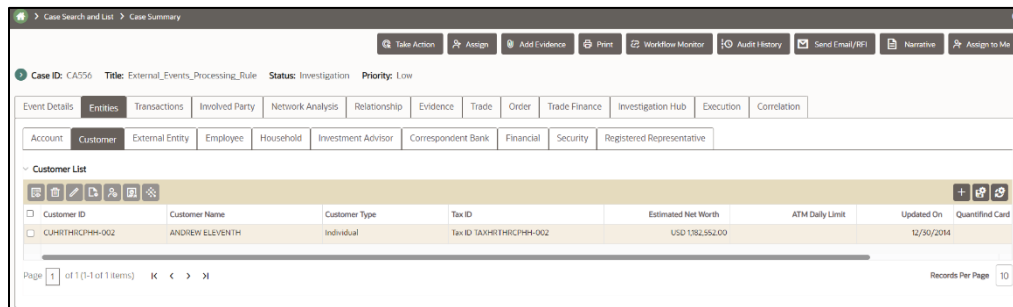 > Case Search and List > Case Summary
Take Action Assign Add Evidence Print Workflow Monitor Audit History Send Email/RFI Narrative Assign to Me
Case ID: CA556 Title: External_Events_Processing_Rule Status: Investigation Priority: Low
Event Details Entities Transactions Involved Party Network Analysis Relationship Evidence Trade Order Trade Finance Investigation Hub Execution Correlation
Account Customer External Entity Employee Household Investment Advisor Correspondent Bank Financial Security Registered Representative
Customer List
Customer ID Customer Name Customer Type Tax ID Estimated Net Worth ATM Daily Limit Updated On Quantifind Card
CUHRTHRCPHH-002 ANDREW ELEVENTH Individual Tax ID TAXHRTHRCPHH-002 USD 1,182,552.00 12/30/2014
Page 1 of 1 (1-1 of 1 items) Records Per Page 10